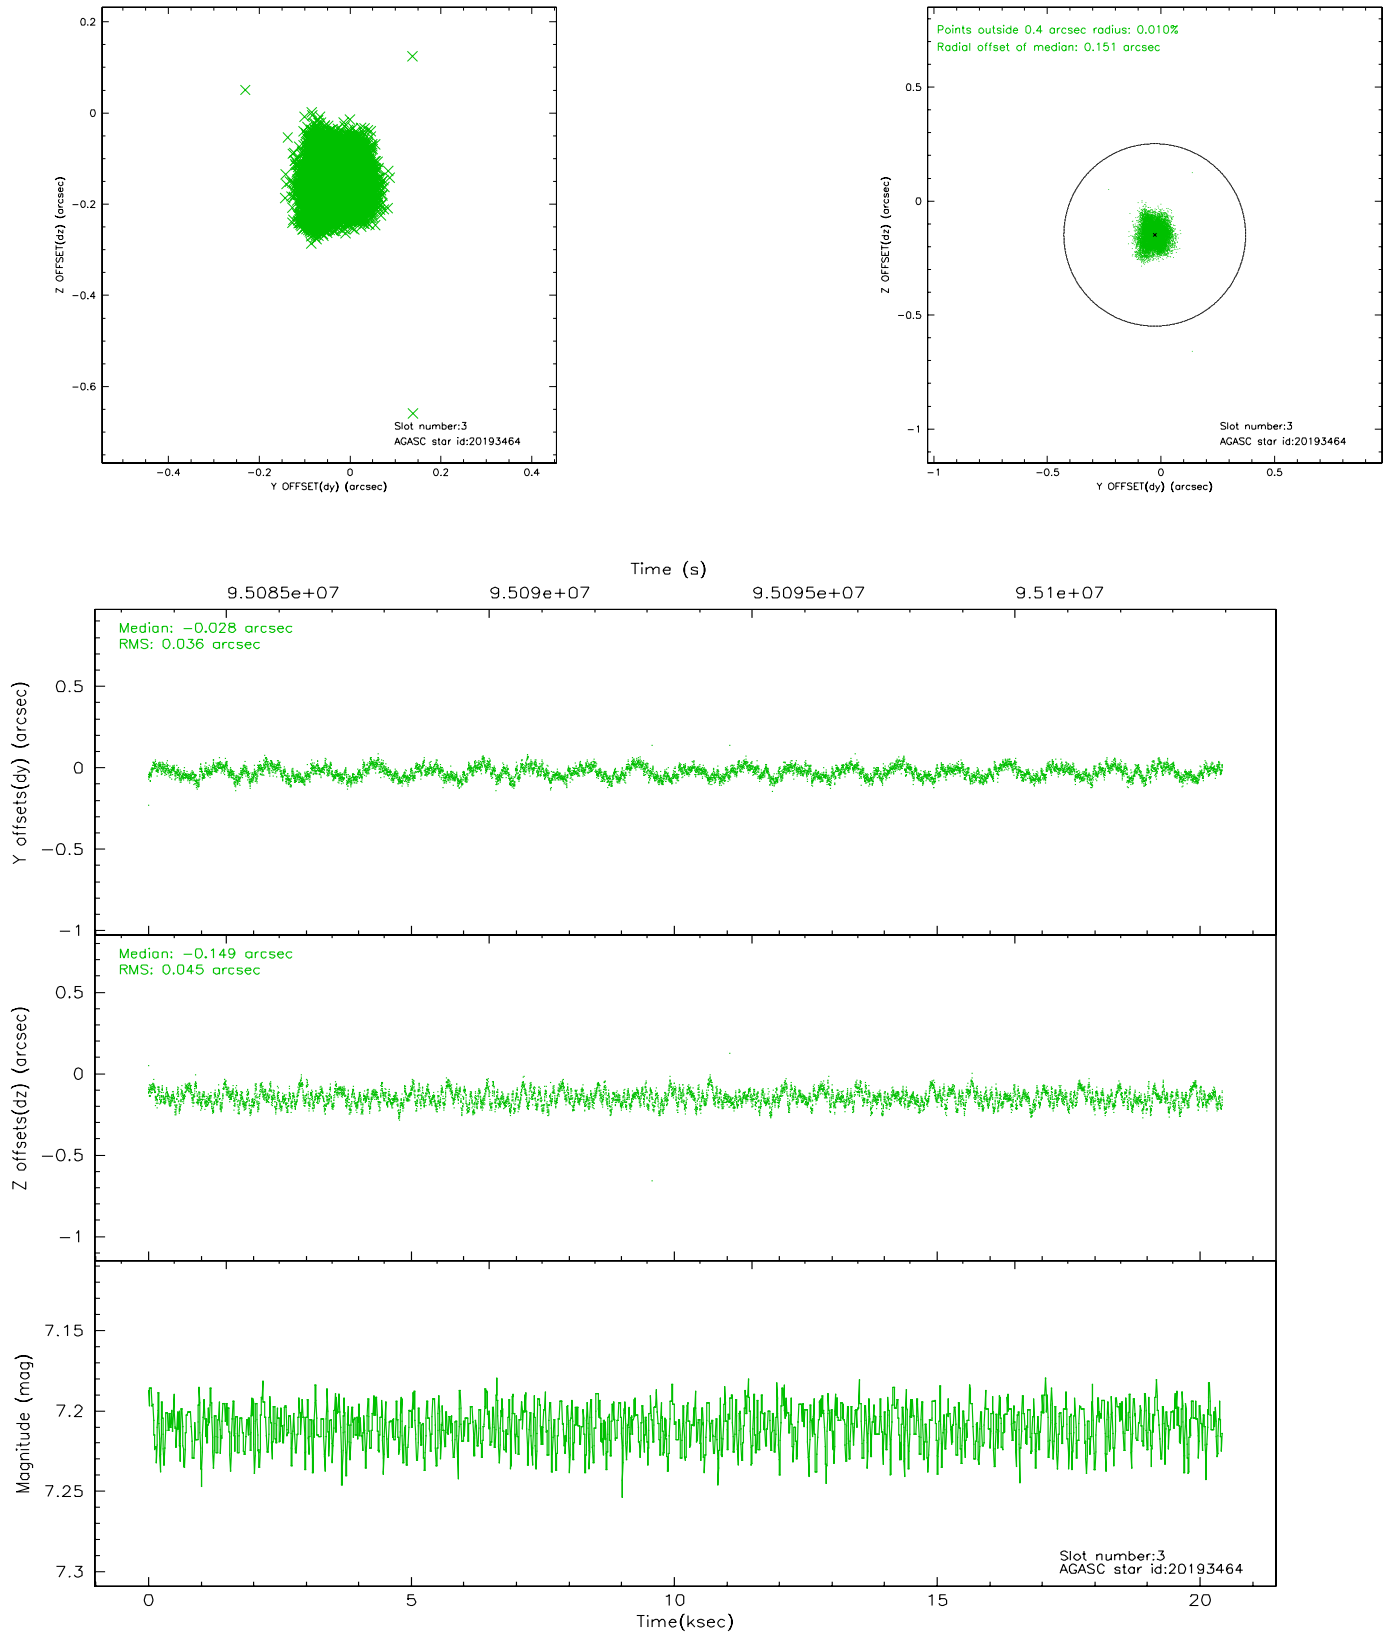 0.2
0
−0.2
−0.4
−0.6
Z OFFSET(dz) (arcsec)
−0.4
−0.2
0
0.2
0.4
Y OFFSET(dy) (arcsec)
Slot number:3
AGASC star id:20193464
Points outside 0.4 arcsec radius: 0.010%
Radial offset of median: 0.151 arcsec
0.5
0
−0.5
−1
Z OFFSET(dz) (arcsec)
−1
−0.5
0
0.5
Y OFFSET(dy) (arcsec)
Slot number:3
AGASC star id:20193464
Time (s)
9.5085e+07
9.509e+07
9.5095e+07
9.51e+07
Median: −0.028 arcsec
RMS: 0.036 arcsec
0.5
0
−0.5
−1
Y offsets(dy) (arcsec)
Median: −0.149 arcsec
RMS: 0.045 arcsec
0.5
0
−0.5
−1
Z offsets(dz) (arcsec)
7.15
7.2
7.25
7.3
Magnitude (mag)
Slot number:3
AGASC star id:20193464
0
5
10
15
20
Time(ksec)